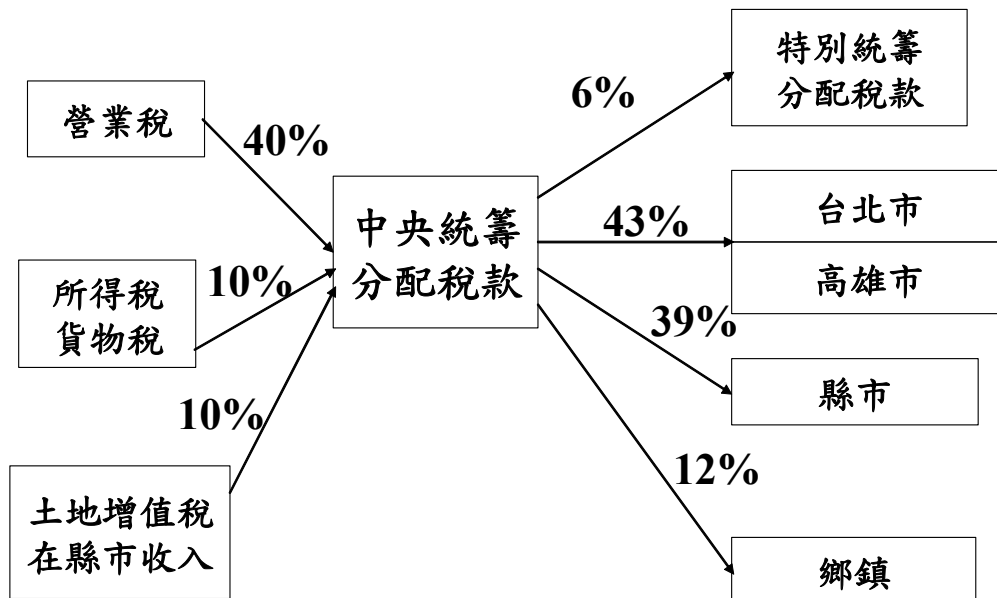 營業稅
40%
所得稅
貨物稅
10%
土地增值稅
在縣市收入
10%
中央統籌
分配稅款
6%
特別統籌
分配稅款
43%
台北市
高雄市
39%
縣市
12%
鄉鎮